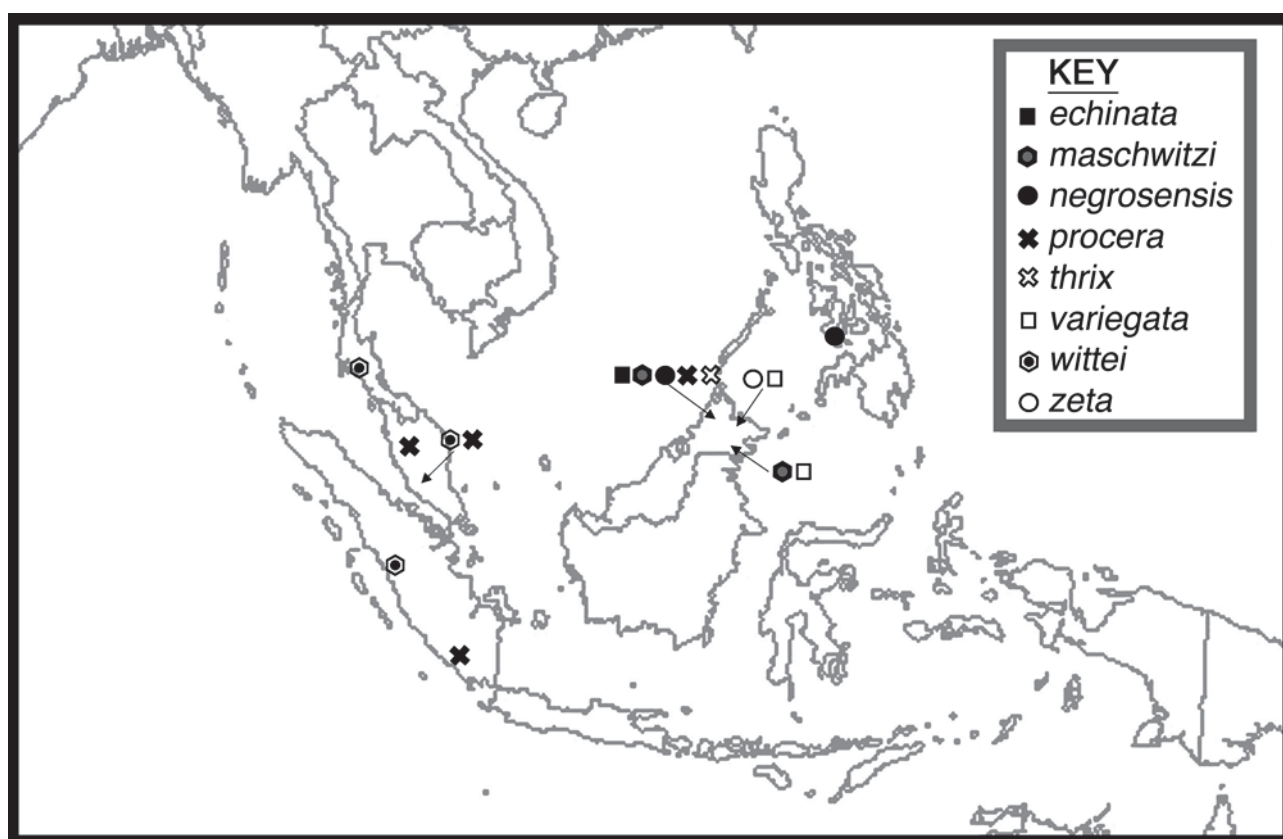 KEY
echinata
maschwitzi
negrosensis
procera
thrix
variegata
wittei
zeta